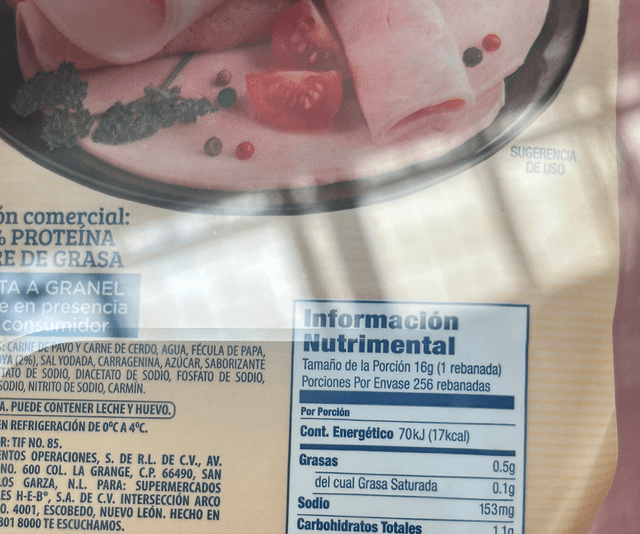 SUGERENCIA
DE USO
ón comercial:
% PROTEÍNA
RE DE GRASA
TA A GRANEL
e en presencia
consumidor
S: CARNE DE PAVO Y CARNE DE CERDO, AGUA, FÉCULA DE PAPA,
OYA (2%), SAL YODADA, CARRAGENINA, AZÚCAR, SABORIZANTE
TATO DE SODIO, DIACETATO DE SODIO, FOSFATO DE SODIO,
SODIO, NITRITO DE SODIO, CARMÍN.
A. PUEDE CONTENER LECHE Y HUEVO.
EN REFRIGERACIÓN DE 0°C A 4°C.
R: TIF NO. 85.
ENTOS OPERACIONES, S. DE R.L. DE C.V., AV.
NO. 600 COL. LA GRANGE, C.P. 66490, SAN
LOS GARZA, N.L. PARA: SUPERMERCADOS
ES H-E-B®, S.A. DE C.V. INTERSECCIÓN ARCO
O. 4001, ESCOBEDO, NUEVO LEÓN. HECHO EN
801 8000 TE ESCUCHAMOS.
Información
Nutrimental
Tamaño de la Porción 16g (1 rebanada)
Porciones Por Envase 256 rebanadas
Por Porción
Cont. Energético 70kJ (17kcal)
Grasas 0.5g
del cual Grasa Saturada 0.1g
Sodio 153mg
Carbohidratos Totales 1.1g